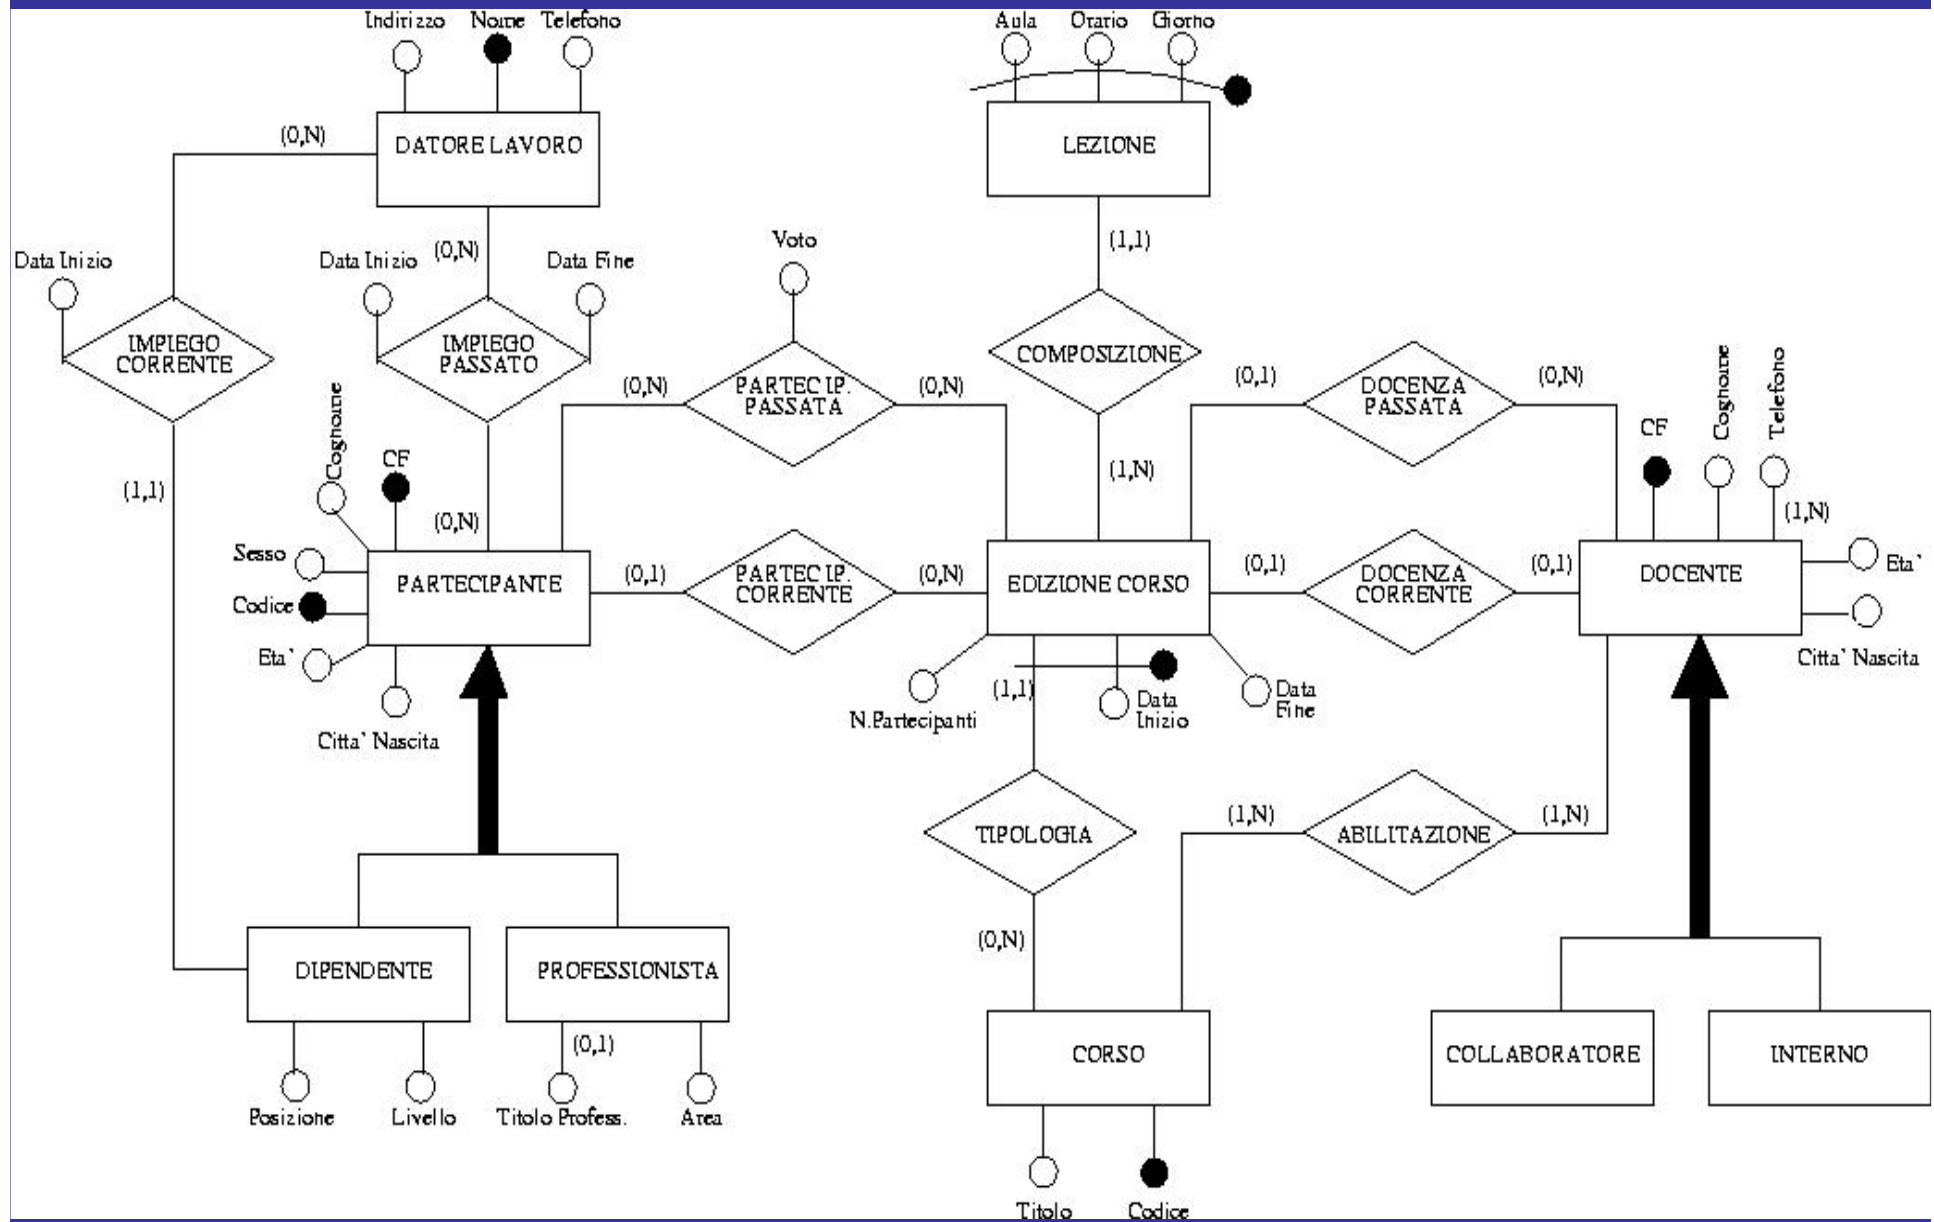 Indirizzo Nome Telefono
Aula Orario Giorno
(0,N)
DATORE LAVORO
LEZIONE
(0,N)
(1,1)
Voto
Data Inizio
Data Inizio
Data Fine
IMPIEGO
CORRENTE
IMPIEGO
PASSATO
COMPOSIZIONE
(0,N)
PARTECIP.
PASSATA
(0,N)
(0,1)
DOCENZA
PASSATA
(0,N)
Cognome
CF
(1,1)
(0,N)
(1,N)
CF
Cognome
Telefono
(1,N)
Sesso
Codice
Eta`
Citta` Nascita
PARTECIPANTE
(0,1)
PARTECIP.
CORRENTE
(0,N)
EDIZIONE CORSO
(0,1)
DOCENZA
CORRENTE
(0,1)
DOCENTE
Eta`
Citta` Nascita
N.Partecipanti
(1,1)
Data
Inizio
Data
Fine
TIPOLOGIA
(1,N)
ABILITAZIONE
(1,N)
(0,N)
DIPENDENTE
PROFESSIONISTA
(0,1)
Posizione
Livello
Titolo Profess.
Area
CORSO
COLLABORATORE
INTERNO
Titolo
Codice